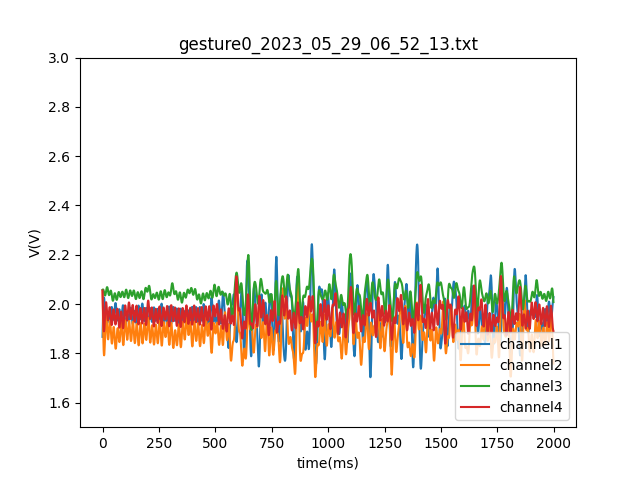 gesture0_2023_05_29_06_52_13.txt
3.0
2.8
2.6
2.4
2.2
2.0
1.8
1.6
V(V)
0 250 500 750 1000 1250 1500 1750 2000
time(ms)
channel1
channel2
channel3
channel4